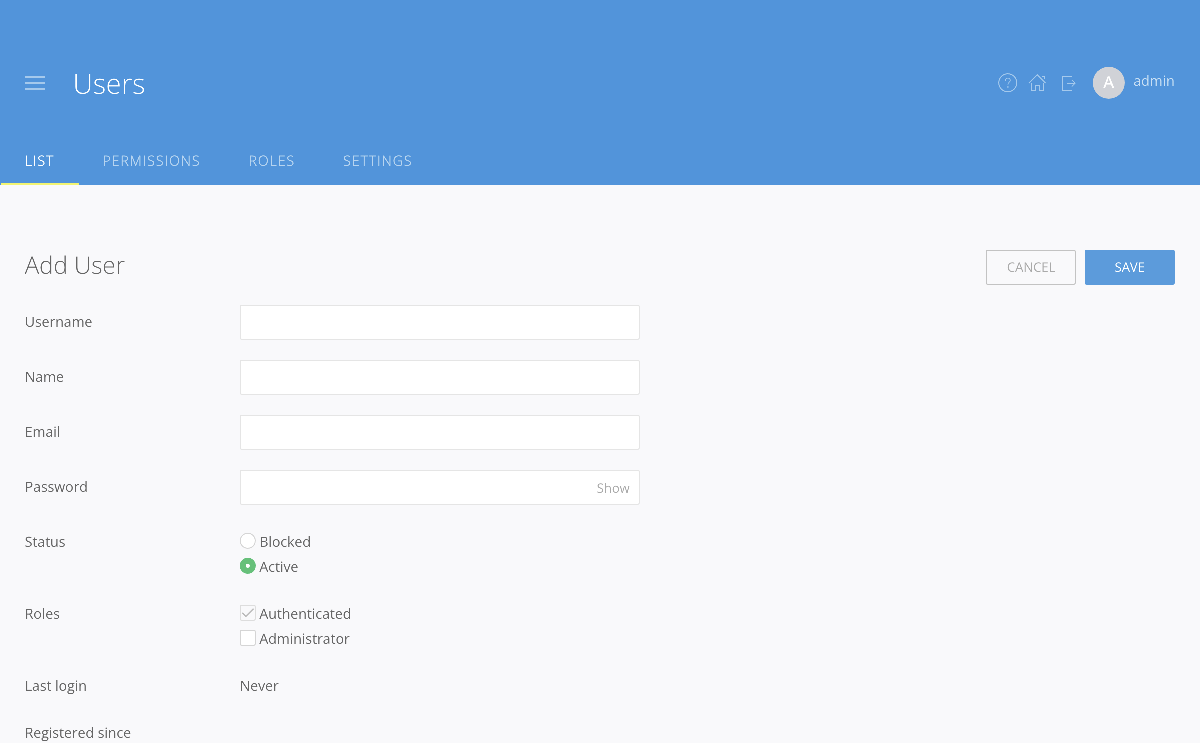 Users
?
A
admin
LIST
PERMISSIONS
ROLES
SETTINGS
Add User
CANCEL
SAVE
Username
Name
Email
Password
Show
Status
Blocked
Active
Roles
Authenticated
Administrator
Last login
Never
Registered since